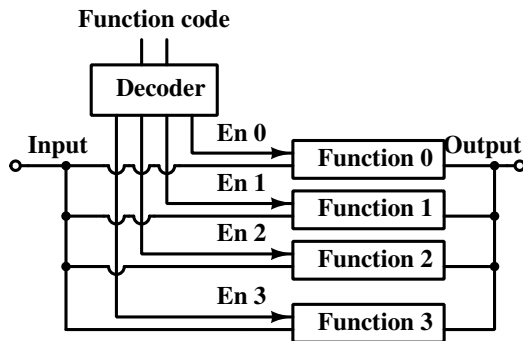 Function code
Decoder
Input
En 0
Function 0
Output
En 1
Function 1
En 2
Function 2
En 3
Function 3